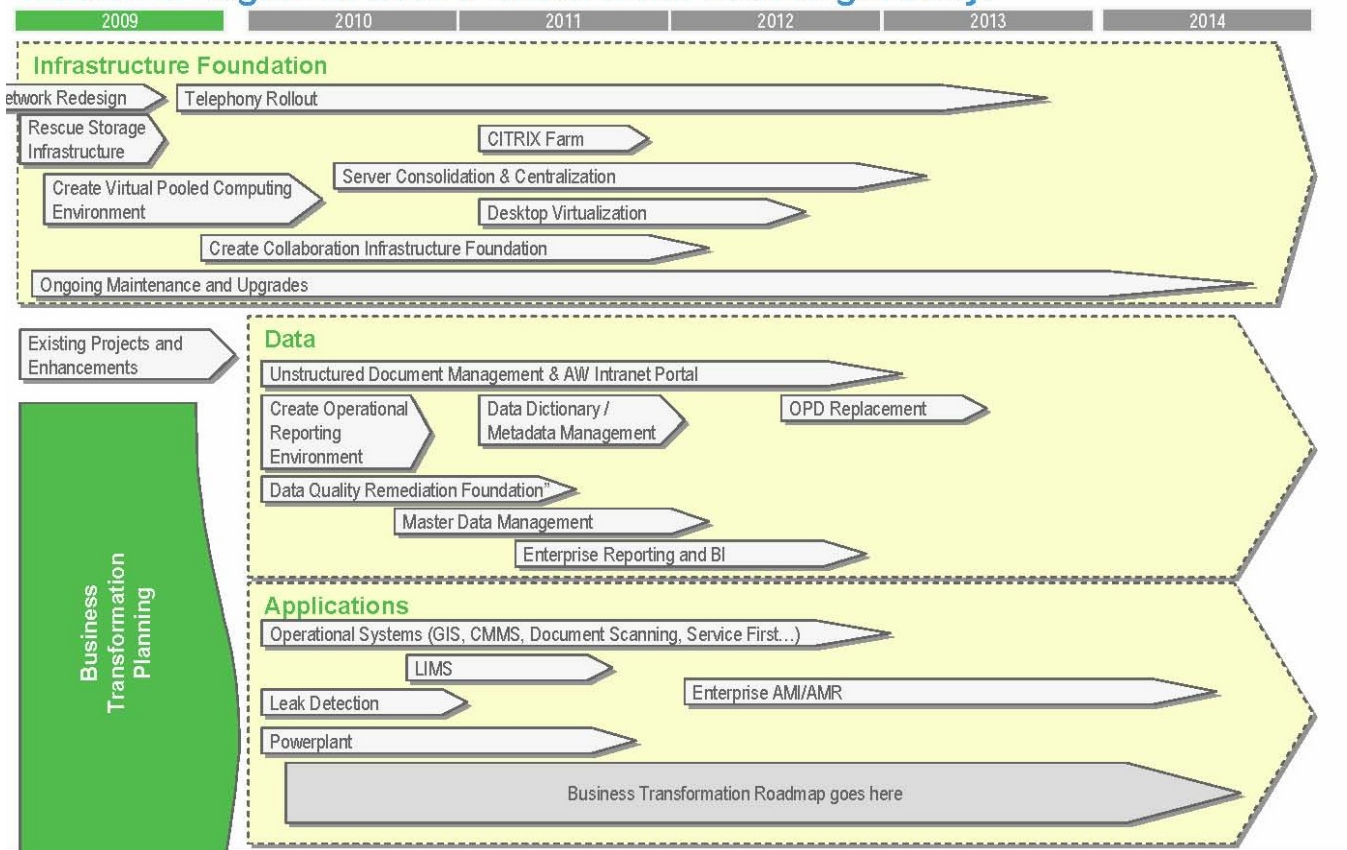 2009 2010 2011 2012 2013 2014
Infrastructure Foundation
etwork Redesign
Telephony Rollout
Rescue Storage
Infrastructure
CITRIX Farm
Server Consolidation & Centralization
Create Virtual Pooled Computing
Environment
Desktop Virtualization
Create Collaboration Infrastructure Foundation
Ongoing Maintenance and Upgrades
Existing Projects and
Enhancements
Data
Unstructured Document Management & AW Intranet Portal
Create Operational
Reporting
Environment
Data Dictionary /
Metadata Management
OPD Replacement
Data Quality Remediation Foundation”
Master Data Management
Enterprise Reporting and BI
Business
Transformation
Planning
Applications
Operational Systems (GIS, CMMS, Document Scanning, Service First...)
LIMS
Enterprise AMI/AMR
Leak Detection
Powerplant
Business Transformation Roadmap goes here